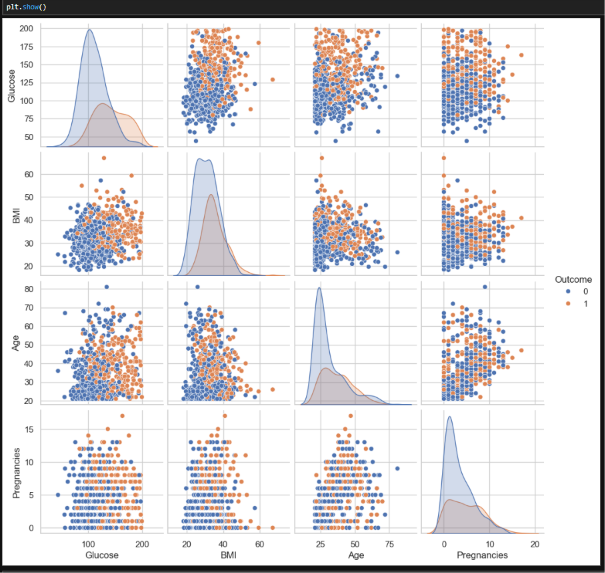 plt.show()
200
175
150
125
100
75
50
Glucose
60
50
40
30
20
BMI
80
70
60
50
40
30
20
Age
15
10
5
0
Pregnancies
100 200
Glucose
20 40 60
BMI
25 50 75
Age
0 10 20
Pregnancies
Outcome
0
1